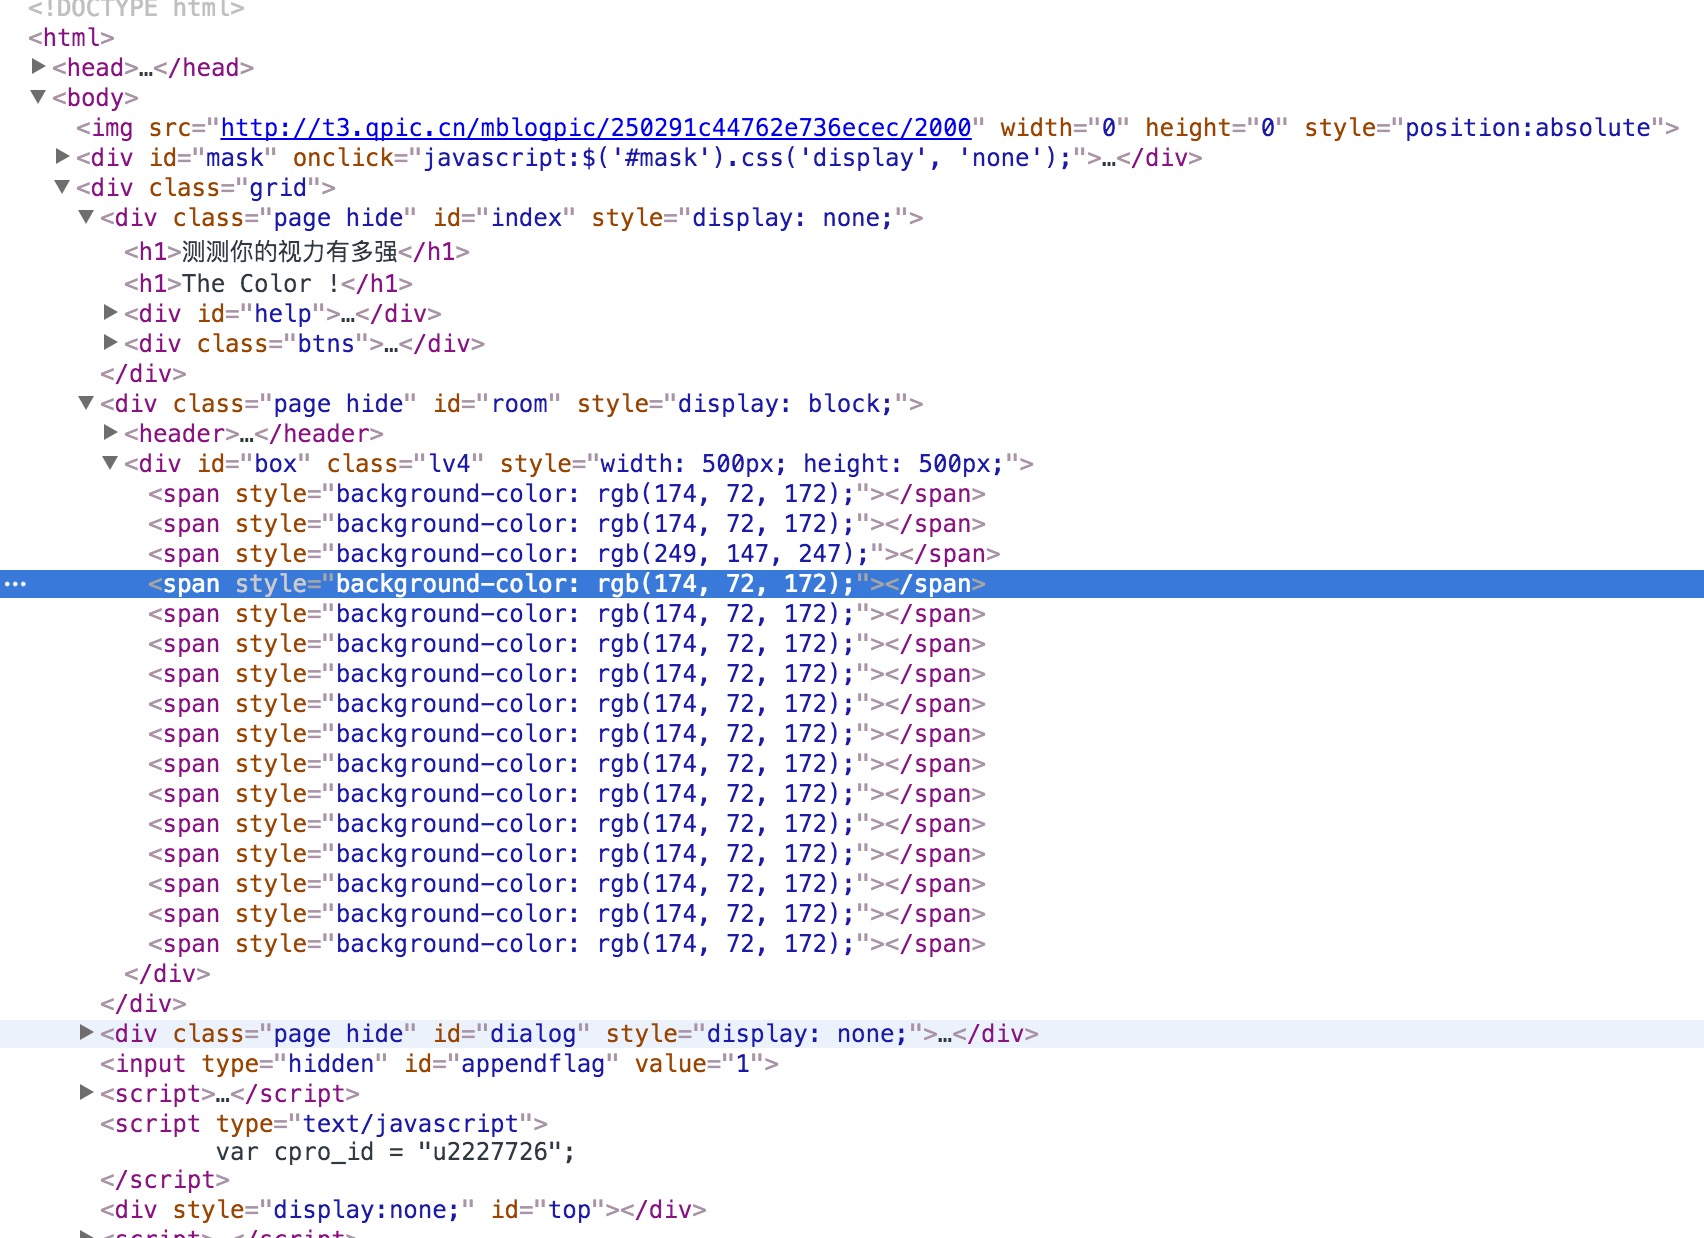 <!DOCTYPE html>
<html>
▶<head>…</head>
▼<body>
<img src="http://t3.qpic.cn/mblogpic/250291c44762e736ecec/2000" width="0" height="0" style="position:absolute">
▶<div id="mask" onclick="javascript:$('#mask').css('display', 'none');">…</div>
▼<div class="grid">
▼<div class="page hide" id="index" style="display: none;">
<h1>测测你的视力有多强</h1>
<h1>The Color !</h1>
▶<div id="help">…</div>
▶<div class="btns">…</div>
</div>
▼<div class="page hide" id="room" style="display: block;">
▶<header>…</header>
▼<div id="box" class="lv4" style="width: 500px; height: 500px;">
<span style="background-color: rgb(174, 72, 172);"></span>
<span style="background-color: rgb(174, 72, 172);"></span>
<span style="background-color: rgb(249, 147, 247);"></span>
… <span style="background-color: rgb(174, 72, 172);"></span>
<span style="background-color: rgb(174, 72, 172);"></span>
<span style="background-color: rgb(174, 72, 172);"></span>
<span style="background-color: rgb(174, 72, 172);"></span>
<span style="background-color: rgb(174, 72, 172);"></span>
<span style="background-color: rgb(174, 72, 172);"></span>
<span style="background-color: rgb(174, 72, 172);"></span>
<span style="background-color: rgb(174, 72, 172);"></span>
<span style="background-color: rgb(174, 72, 172);"></span>
<span style="background-color: rgb(174, 72, 172);"></span>
<span style="background-color: rgb(174, 72, 172);"></span>
<span style="background-color: rgb(174, 72, 172);"></span>
<span style="background-color: rgb(174, 72, 172);"></span>
</div>
</div>
▶<div class="page hide" id="dialog" style="display: none;">…</div>
<input type="hidden" id="appendflag" value="1">
▶<script>…</script>
<script type="text/javascript">
var cpro_id = "u2227726";
</script>
<div style="display:none;" id="top"></div>
▶<script>…</script>